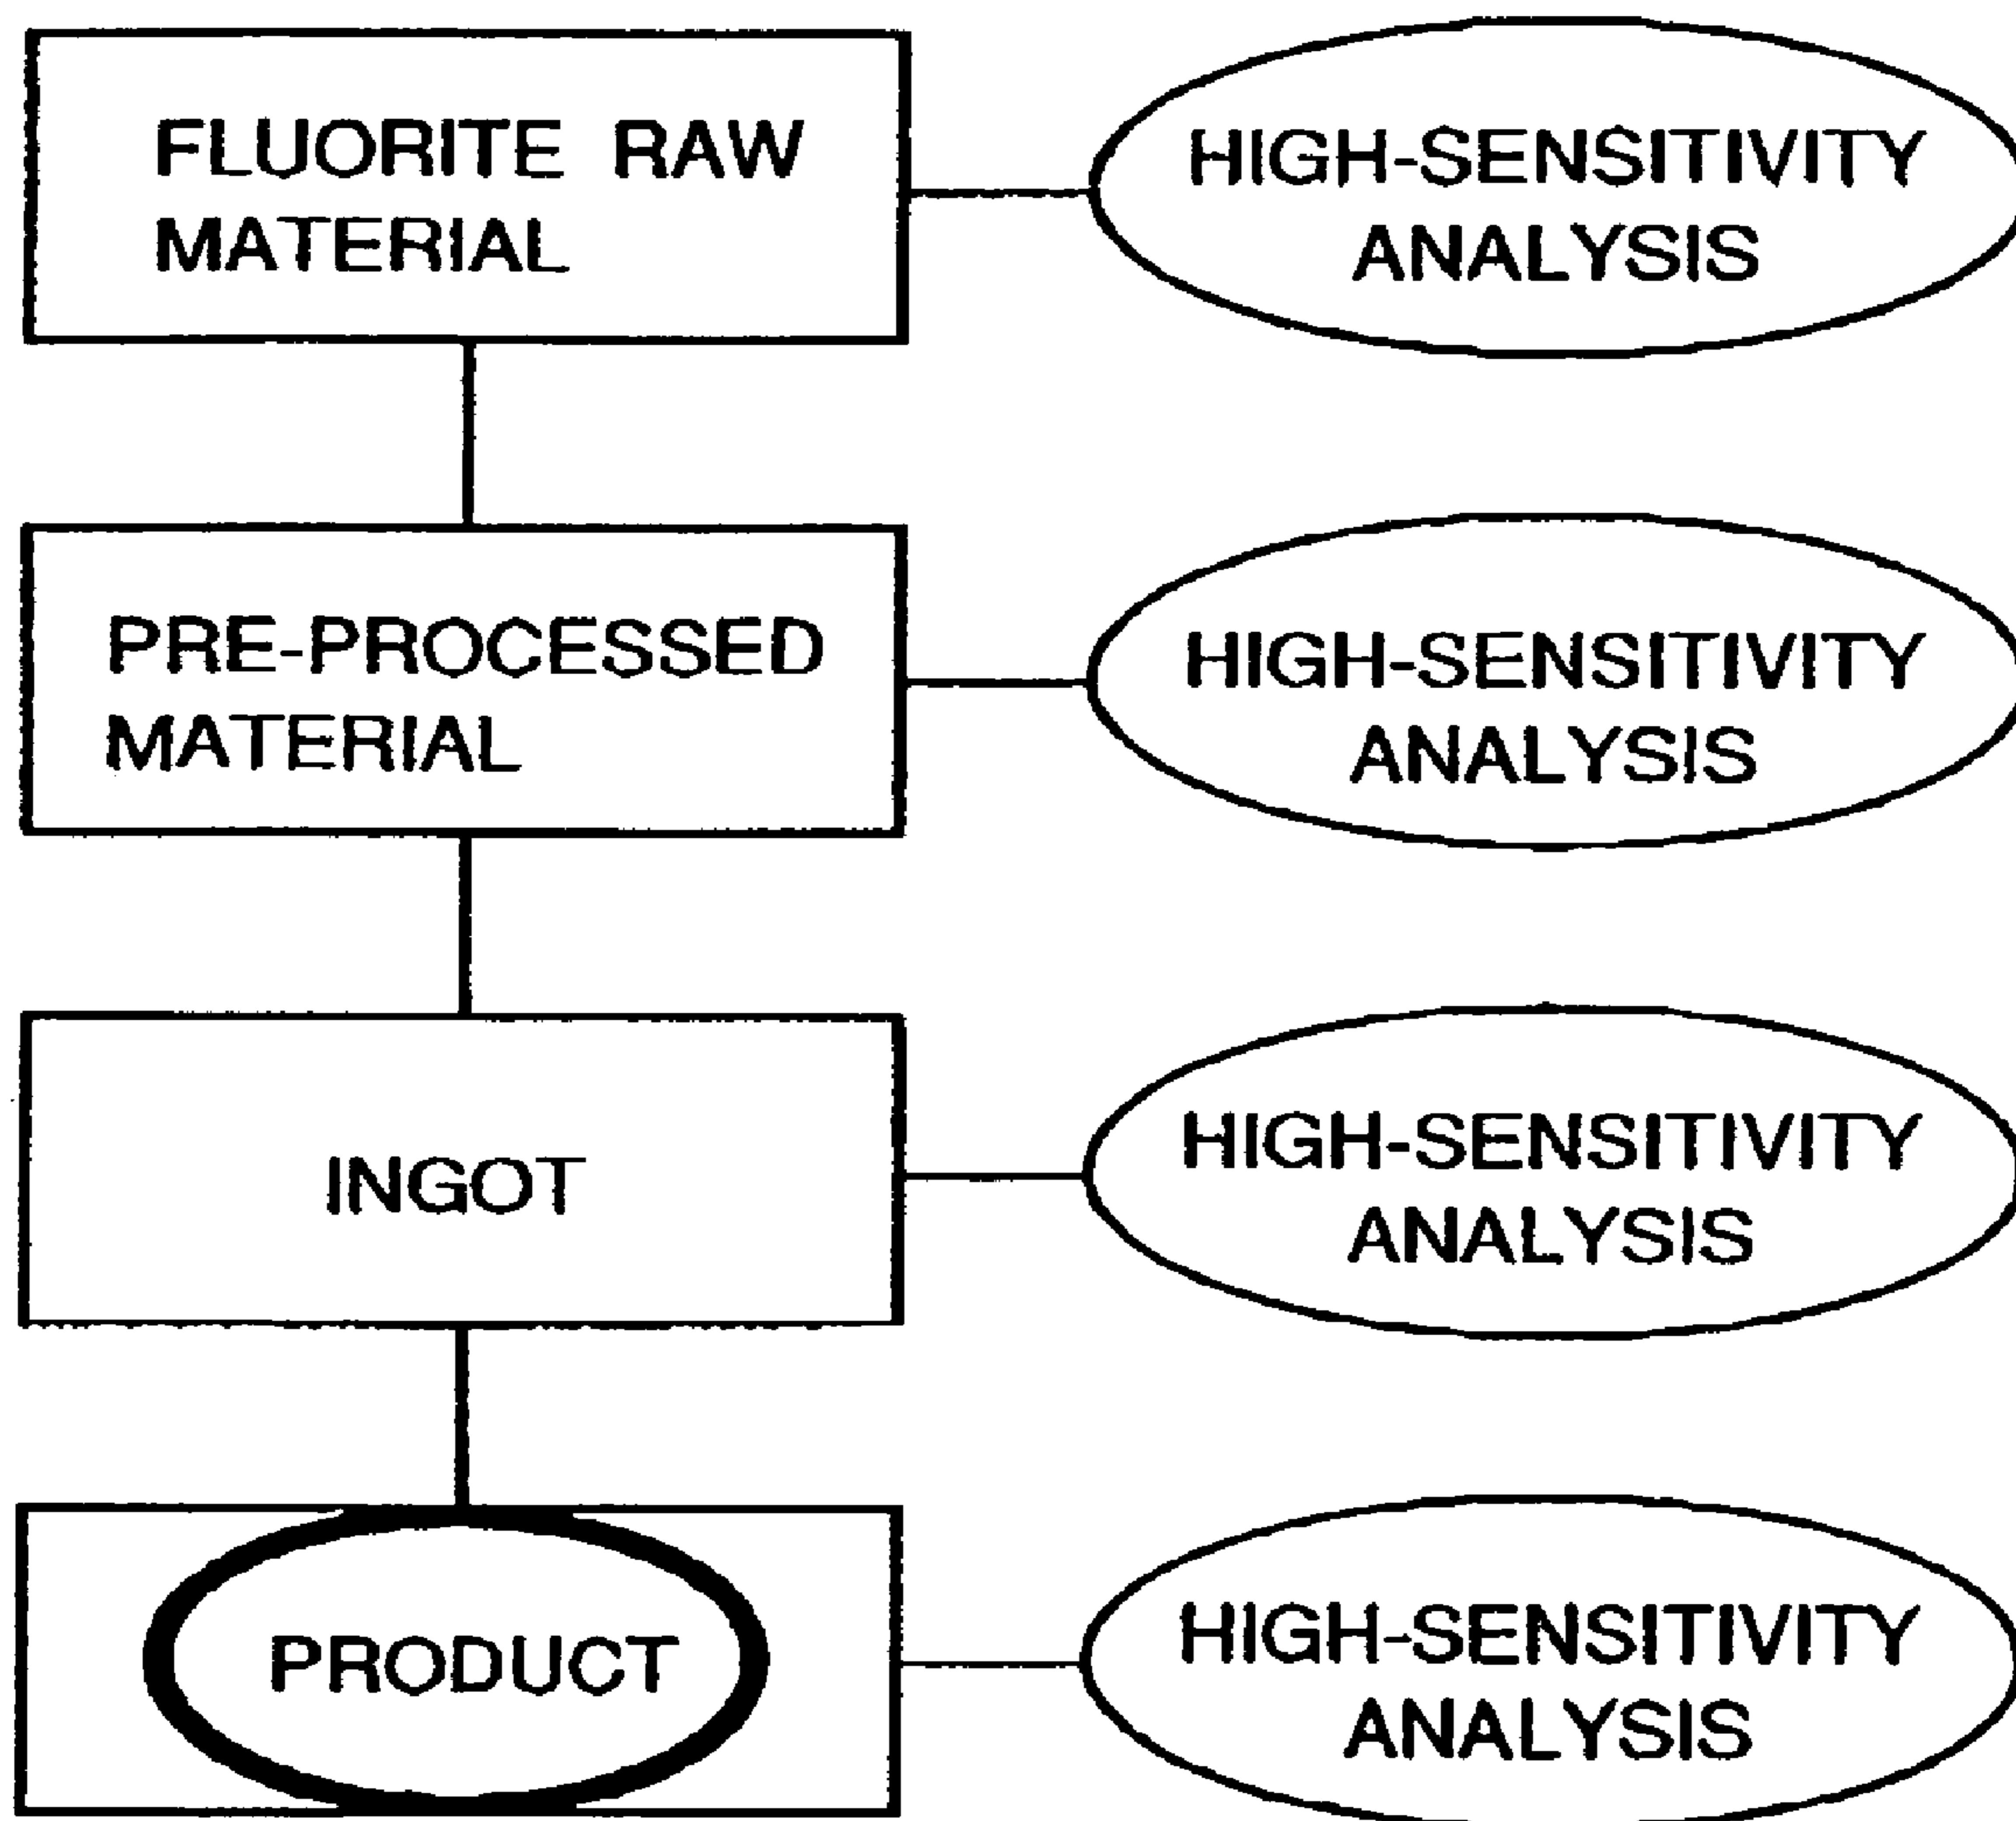 FLUORITE RAW
MATERIAL
HIGH-SENSITIVITY
ANALYSIS
PRE-PROCESSED
MATERIAL
HIGH-SENSITIVITY
ANALYSIS
INGOT
HIGH-SENSITIVITY
ANALYSIS
PRODUCT
HIGH-SENSITIVITY
ANALYSIS